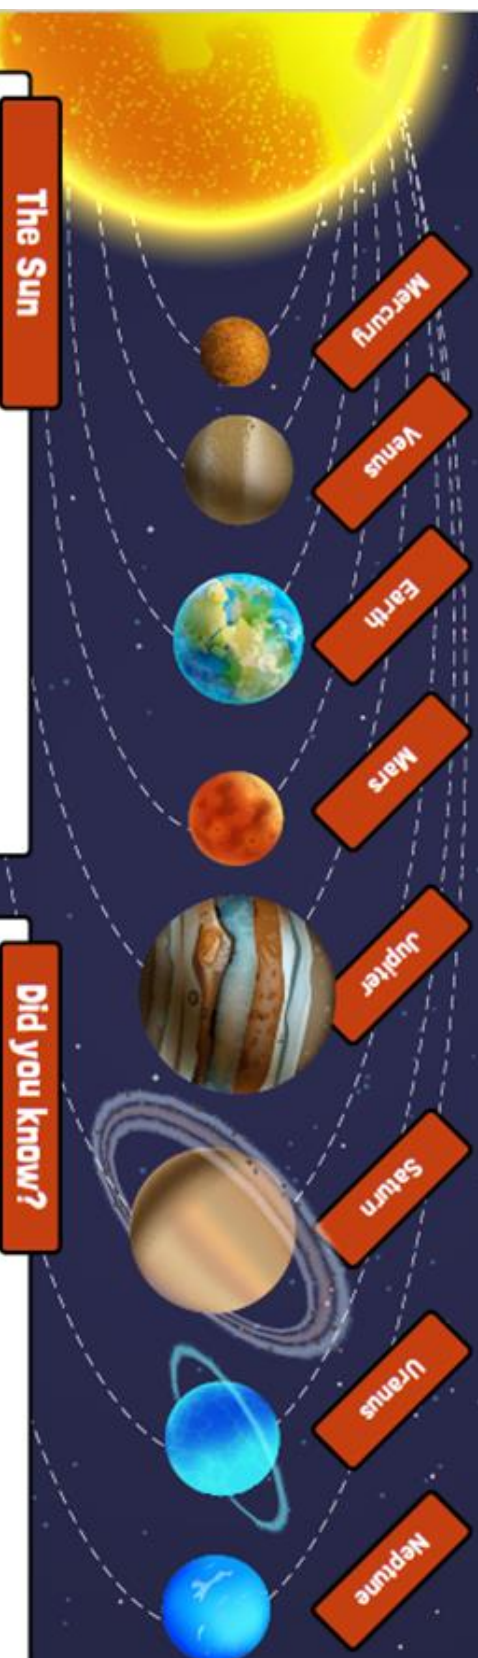 Mercury
Venus
Earth
Mars
Jupiter
Saturn
Uranus
Neptune
The Sun
Did you know?